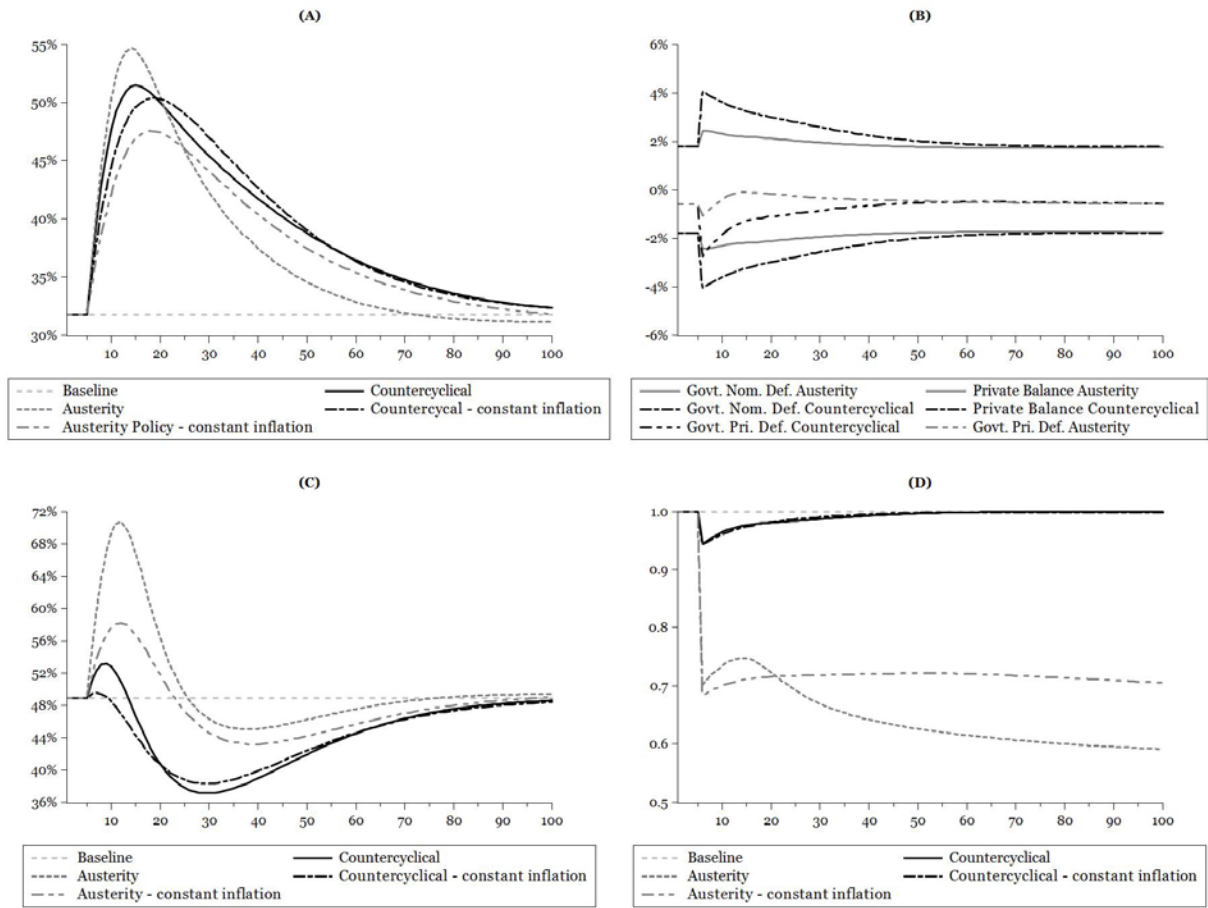 (A)
55%
50%
45%
40%
35%
30%
10 20 30 40 50 60 70 80 90 100
Baseline Countercyclical
Austerity Countercycal - constant inflation
Austerity Policy - constant inflation
(B)
6%
4%
2%
0%
-2%
-4%
-6%
10 20 30 40 50 60 70 80 90 100
Govt. Nom. Def. Austerity Private Balance Austerity
Govt. Nom. Def. Countercyclical Private Balance Countercyclical
Govt. Pri. Def. Countercyclical Govt. Pri. Def. Austerity
(C)
72%
68%
64%
60%
56%
52%
48%
44%
40%
36%
10 20 30 40 50 60 70 80 90 100
Baseline Countercyclical
Austerity Countercyclical - constant inflation
Austerity - constant inflation
(D)
1.0
0.9
0.8
0.7
0.6
0.5
10 20 30 40 50 60 70 80 90 100
Baseline Countercyclical
Austerity Countercyclical - constant inflation
Austerity - constant inflation